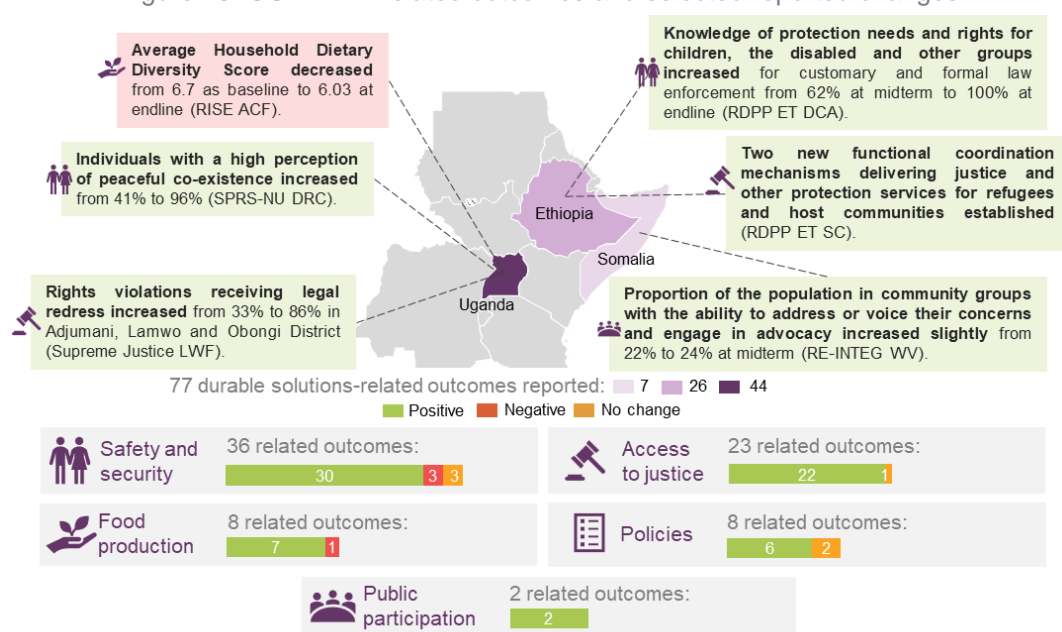 Average Household Dietary
Diversity Score decreased
from 6.7 as baseline to 6.03 at
endline (RISE ACF).
Knowledge of protection needs and rights for
children, the disabled and other groups
increased for customary and formal law
enforcement from 62% at midterm to 100% at
endline (RDPP ET DCA).
Individuals with a high perception
of peaceful co-existence increased
from 41% to 96% (SPRS-NU DRC).
Two new functional coordination
mechanisms delivering justice and
other protection services for refugees
and host communities established
(RDPP ET SC).
Ethiopia
Somalia
Uganda
Rights violations receiving legal
redress increased from 33% to 86% in
Adjumani, Lamwo and Obongi District
(Supreme Justice LWF).
Proportion of the population in community groups
with the ability to address or voice their concerns
and engage in advocacy increased slightly from
22% to 24% at midterm (RE-INTEG WV).
77 durable solutions-related outcomes reported: 7 26 44
Positive Negative No change
Safety and
security
36 related outcomes:
30 3 3
Access
to justice
23 related outcomes:
22 1
Food
production
8 related outcomes:
7 1
Policies
8 related outcomes:
6 2
Public
participation
2 related outcomes:
2